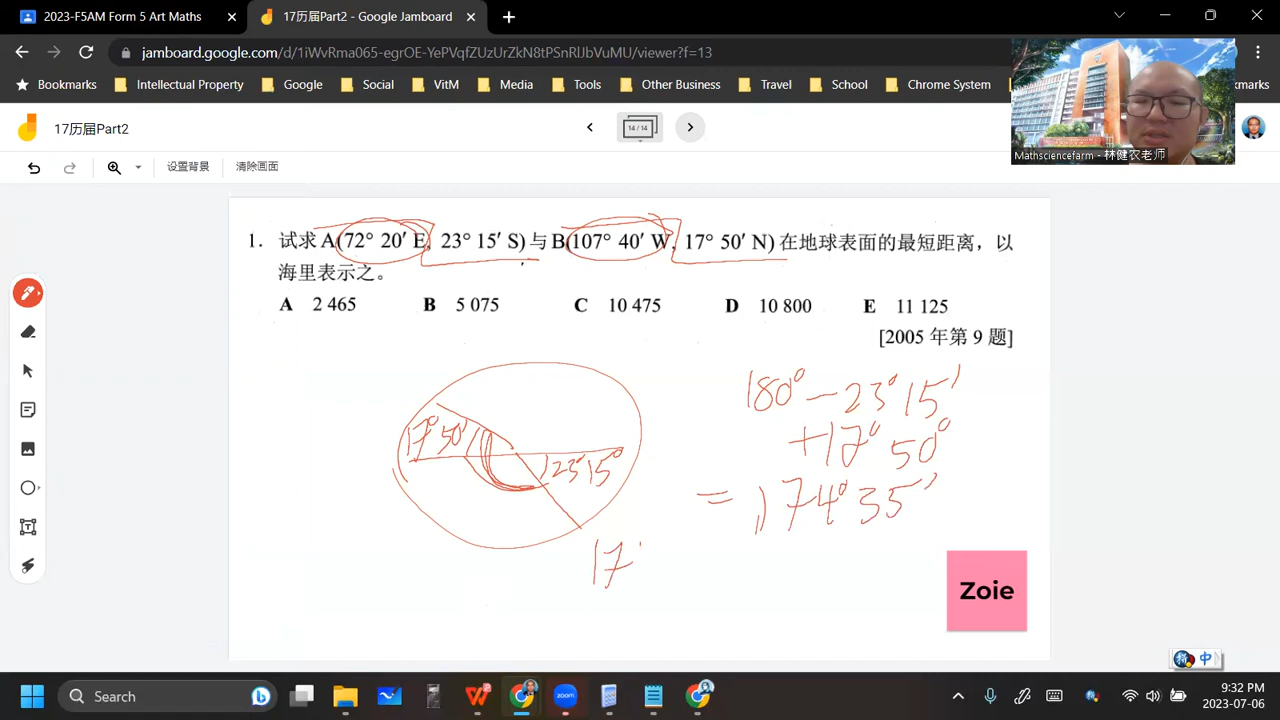 2023-F5AM Form 5 Art Maths
17历届Part2 - Google Jamboard
jamboard.google.com
viewer?f=13
Bookmarks Intellectual Property Google Social VitM Media Tools Other Business Travel School Chrome System
17历届Part2
14 / 14
设置背景 清除画面
Mathsciencefarm - 林健农老师
1. 试求 A(72° 20′ E, 23° 15′ S) 与 B(107° 40′ W, 17° 50′ N) 在地球表面的最短距离，以
海里表示之。
A 2 465 B 5 075 C 10 475 D 10 800 E 11 125
[2005 年第 9 题]
180° - 23° 15′
17° 50′
+17° 50°
23° 15°
= 174° 35′
17
Zoie
中
Search
9:32 PM
2023-07-06